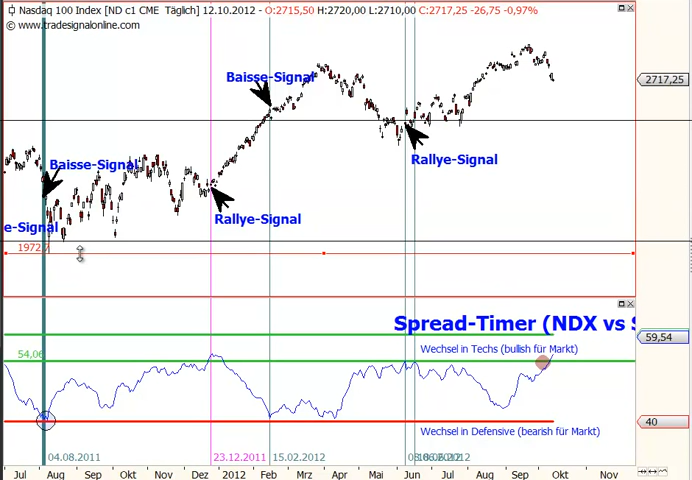 Nasdaq 100 Index [ND c1 CME Täglich] 12.10.2012 - O:2715,50 H:2720,00 L:2710,00 C:2717,25 -26,75 -0,97%
© www.tradesignalonline.com
Baisse-Signal
2717,25
Baisse-Signal
Rallye-Signal
Rallye-Signal
e-Signal
1972,7
Spread-Timer (NDX vs S
59,54
Wechsel in Techs (bullish für Markt)
54,06
40
Wechsel in Defensive (bearish für Markt)
04.08.2011 23.12.2011 15.02.2012
Jul Aug Sep Okt Nov Dez 2012 Feb Mrz Apr Mai Jun Jul Aug Sep Okt Nov